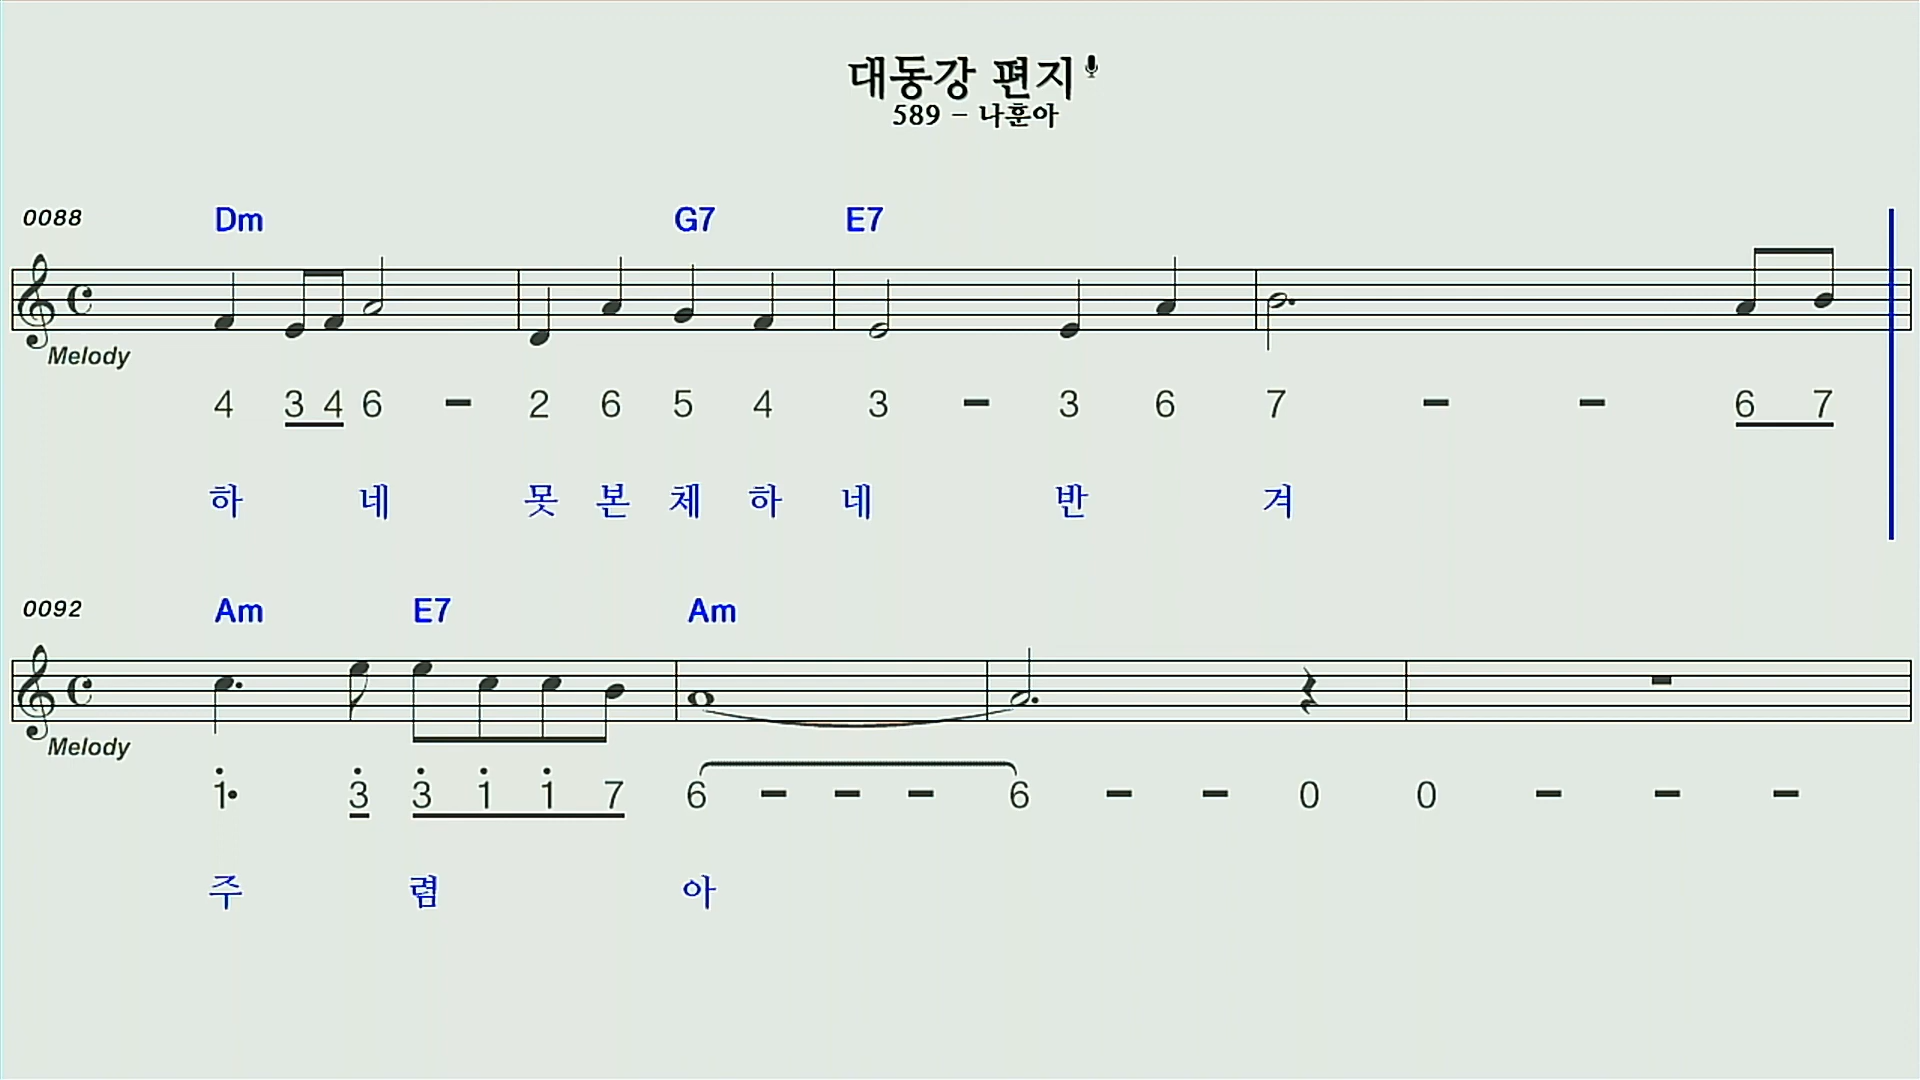 대동강 편지
589 - 나훈아
0088 Dm G7 E7
Melody
4 3 4 6 - 2 6 5 4 3 - 3 6 7 - - 6 7
하 네 못 본 체 하 네 반 겨
0092 Am E7 Am
Melody
1• 3 3 1 1 7 6 - - - 6 - - 0 0 - - -
주 렴 아